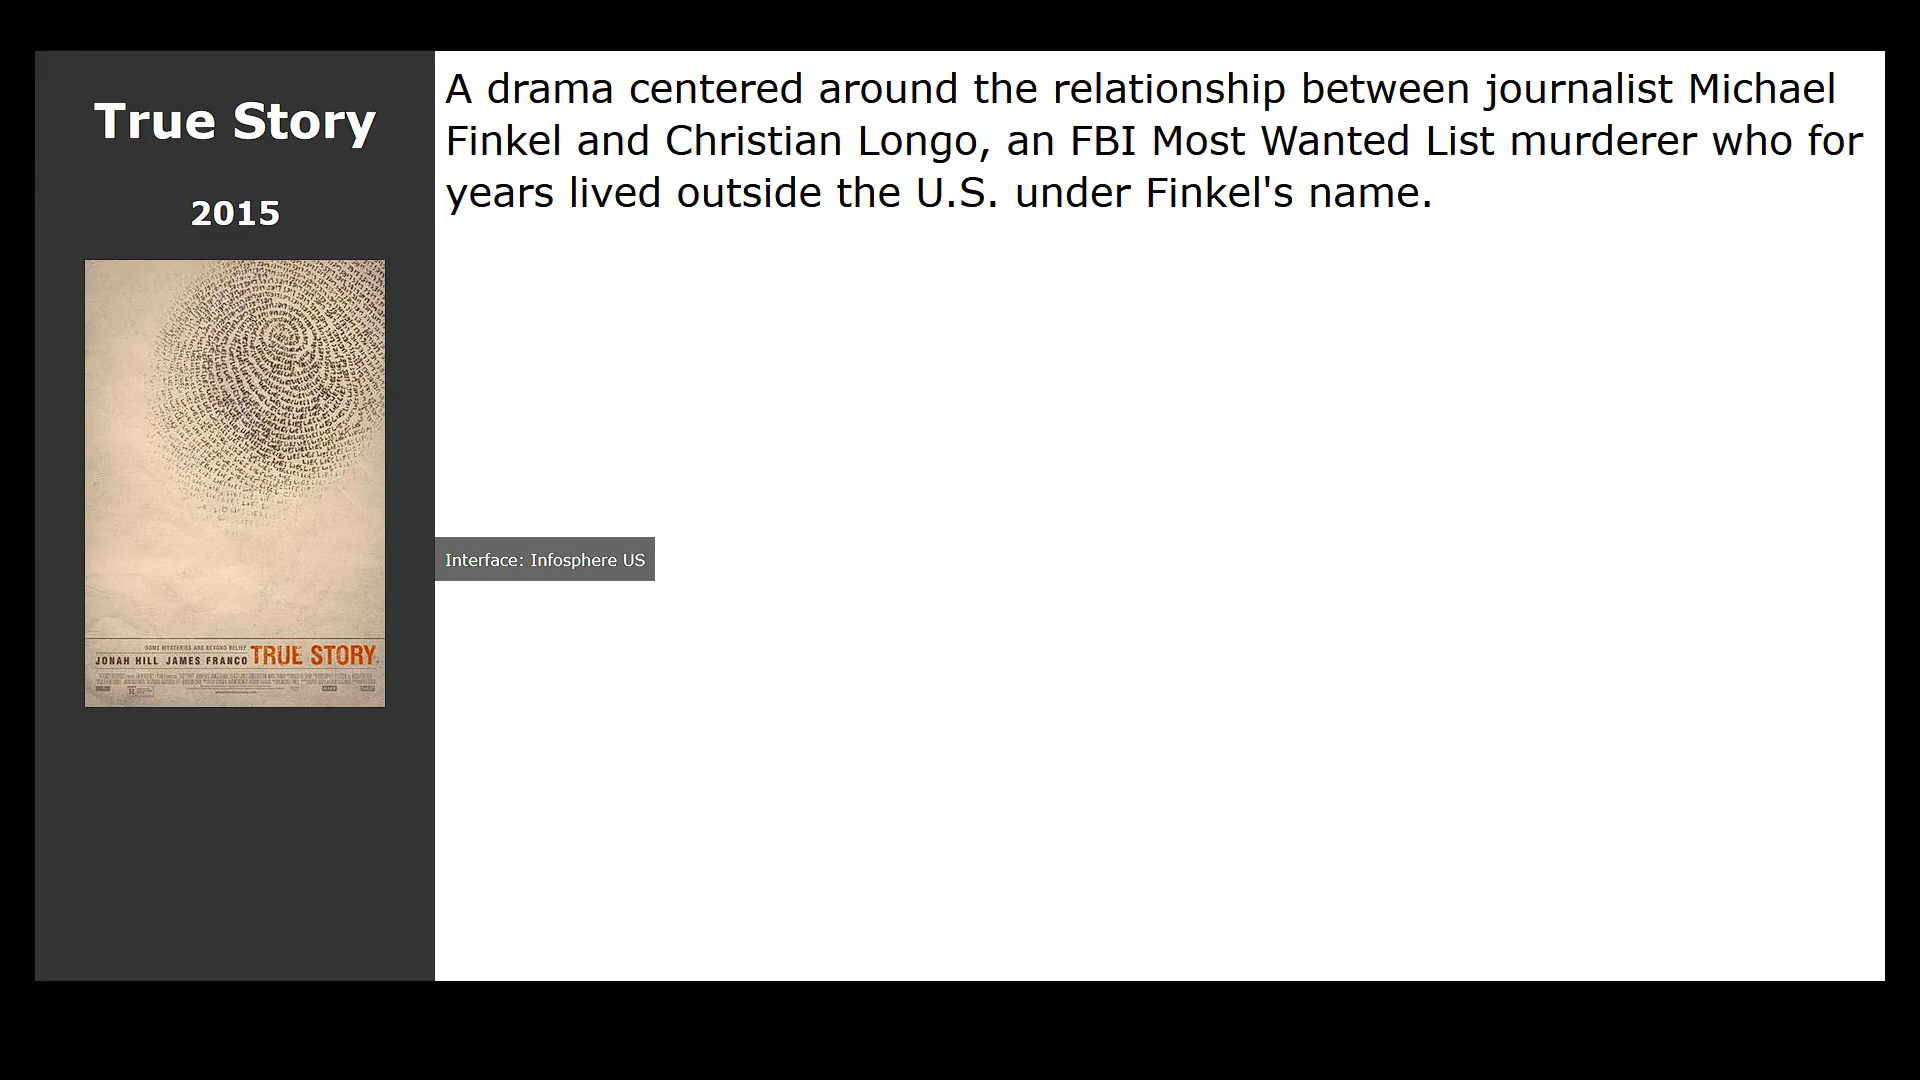 True Story
2015
SOME MYSTERIES ARE BEYOND BELIEF
JONAH HILL JAMES FRANCO TRUE STORY
A drama centered around the relationship between journalist Michael
Finkel and Christian Longo, an FBI Most Wanted List murderer who for
years lived outside the U.S. under Finkel's name.
Interface: Infosphere US